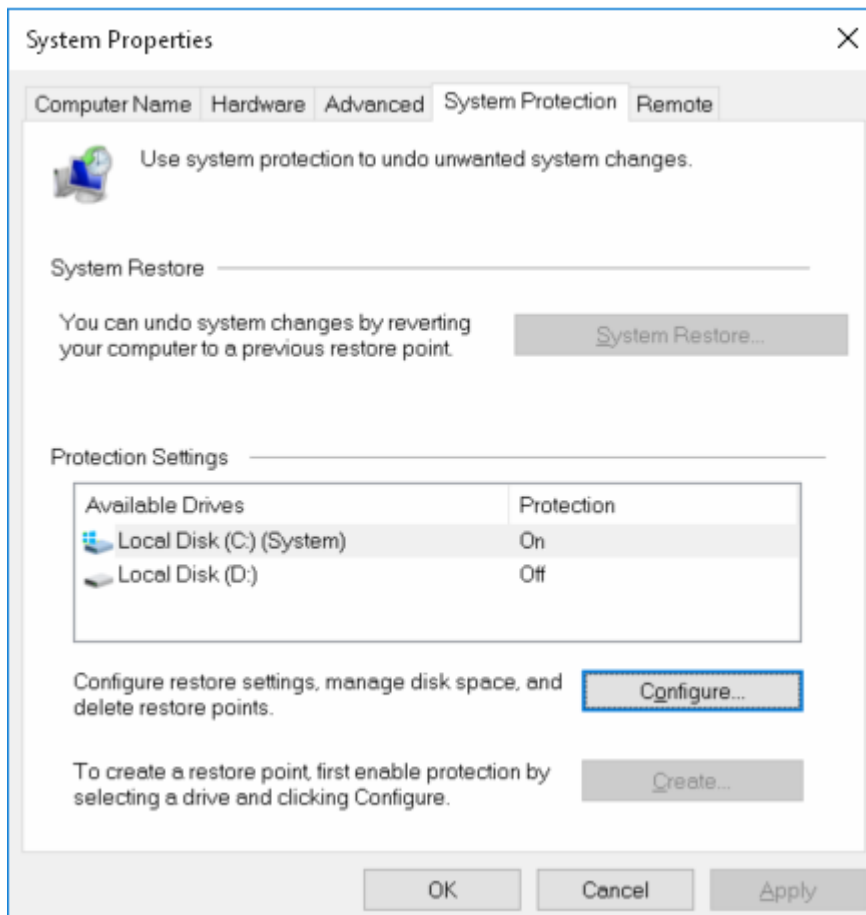 System Properties
Computer Name Hardware Advanced System Protection Remote
Use system protection to undo unwanted system changes.
System Restore
You can undo system changes by reverting
your computer to a previous restore point.
System Restore...
Protection Settings
Available Drives Protection
Local Disk (C:) (System) On
Local Disk (D:) Off
Configure restore settings, manage disk space, and
delete restore points.
Configure...
To create a restore point, first enable protection by
selecting a drive and clicking Configure.
Create...
OK Cancel Apply